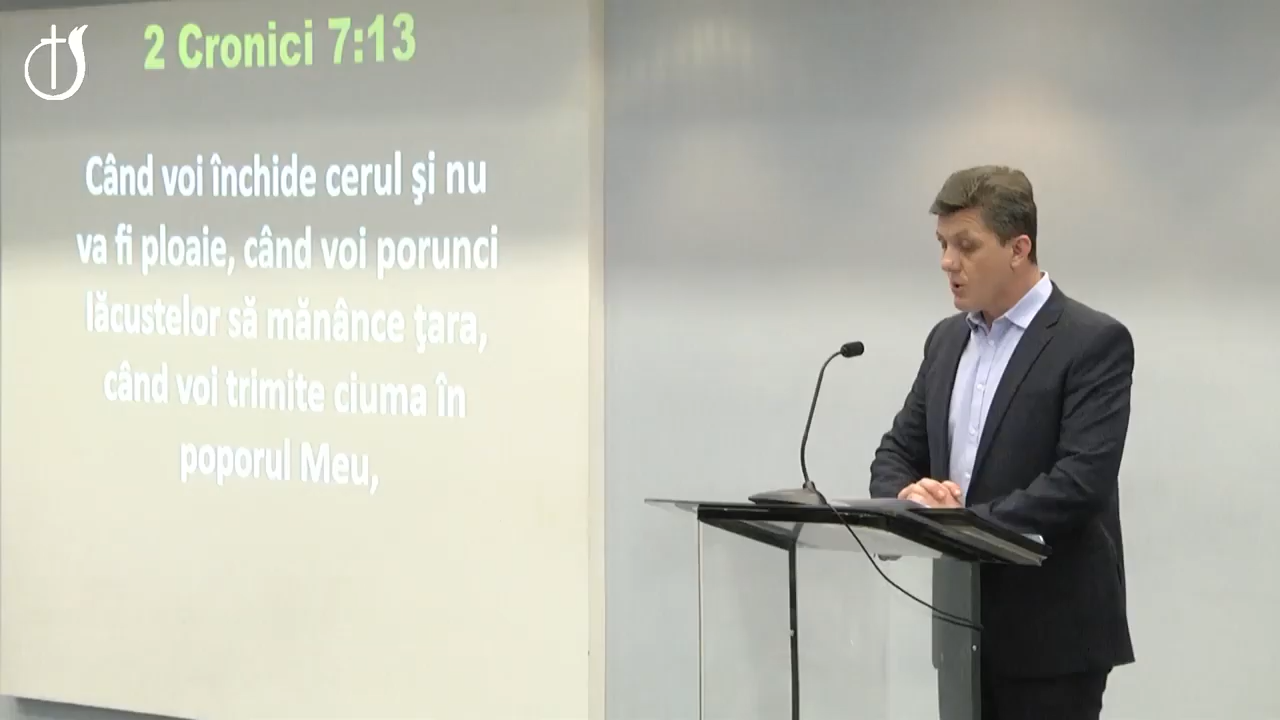 2 Cronici 7:13
Când voi închide cerul şi nu
va fi ploaie, când voi porunci
lăcustelor să mănânce ţara,
când voi trimite ciuma în
poporul Meu,